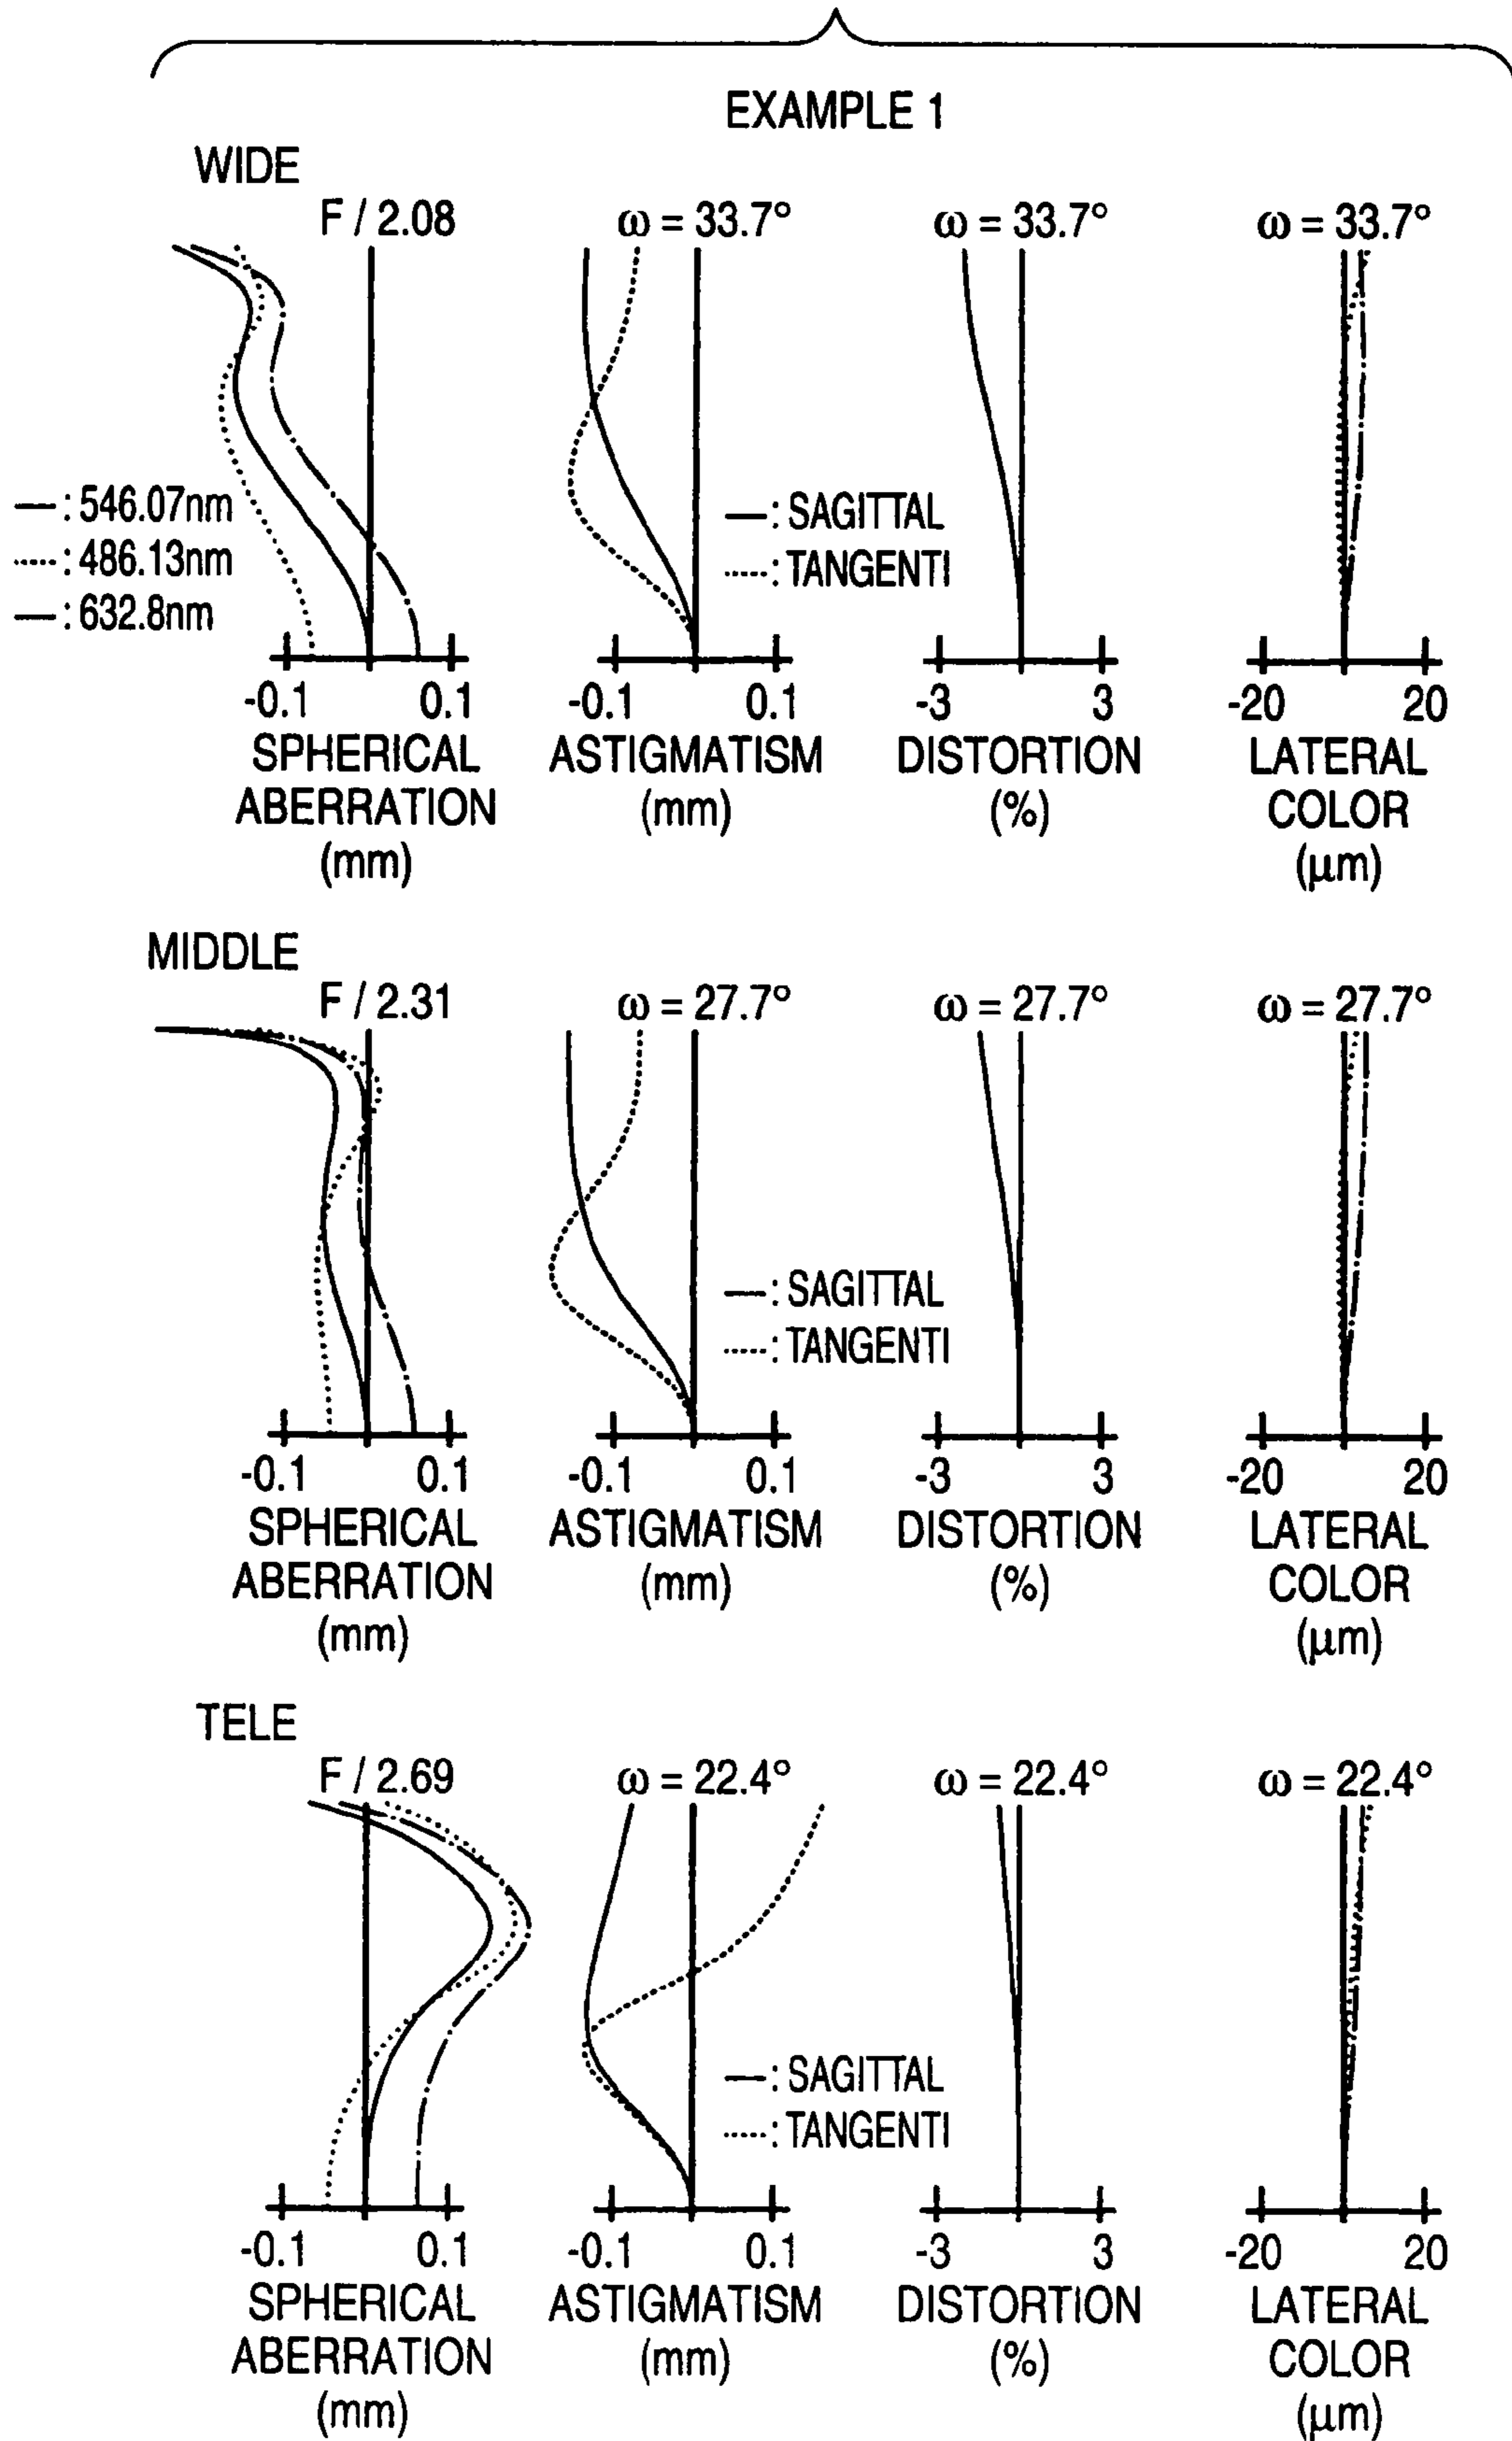 EXAMPLE 1
WIDE
F / 2.08
ω = 33.7°
ω = 33.7°
ω = 33.7°
— : 546.07nm
····· : 486.13nm
— : 632.8nm
— : SAGITTAL
····· : TANGENTI
-0.1 0.1
SPHERICAL
ABERRATION
(mm)
-0.1 0.1
ASTIGMATISM
(mm)
-3 3
DISTORTION
(%)
-20 20
LATERAL
COLOR
(µm)
MIDDLE
F / 2.31
ω = 27.7°
ω = 27.7°
ω = 27.7°
— : SAGITTAL
····· : TANGENTI
-0.1 0.1
SPHERICAL
ABERRATION
(mm)
-0.1 0.1
ASTIGMATISM
(mm)
-3 3
DISTORTION
(%)
-20 20
LATERAL
COLOR
(µm)
TELE
F / 2.69
ω = 22.4°
ω = 22.4°
ω = 22.4°
— : SAGITTAL
····· : TANGENTI
-0.1 0.1
SPHERICAL
ABERRATION
(mm)
-0.1 0.1
ASTIGMATISM
(mm)
-3 3
DISTORTION
(%)
-20 20
LATERAL
COLOR
(µm)